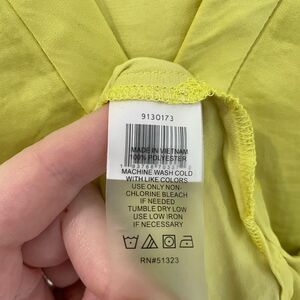 9130173
MADE IN VIETNAM
100% POLYESTER
MACHINE WASH COLD
WITH LIKE COLORS
USE ONLY NON-
CHLORINE BLEACH
IF NEEDED
TUMBLE DRY LOW
USE LOW IRON
IF NECESSARY
RN#51323